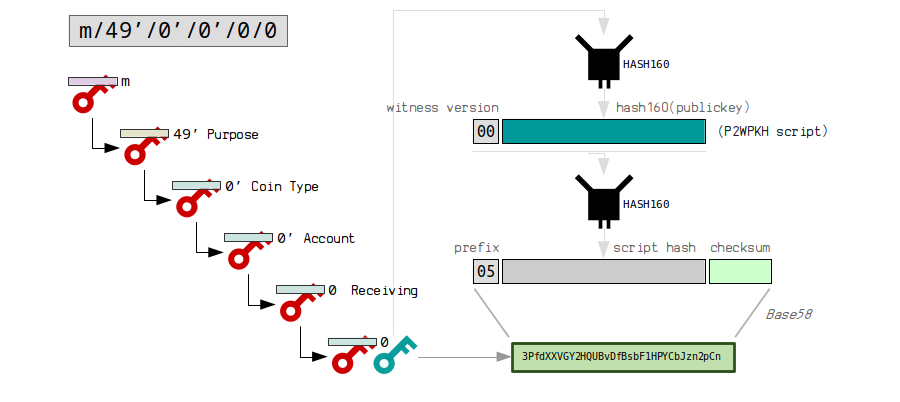 m/49'/0'/0'/0/0
m
49' Purpose
0' Coin Type
0' Account
0 Receiving
0
HASH160
witness version
hash160(publickey)
00
(P2WPKH script)
HASH160
prefix
script hash
checksum
05
Base58
3PfdXXVGY2HQUBvDfBsbF1HPYCbJzn2pCn